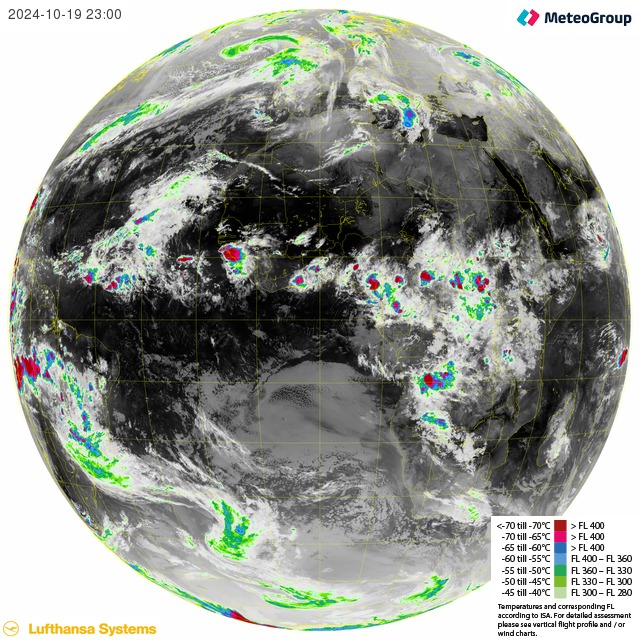 2024-10-19 23:00
MeteoGroup
<-70 till -70°C > FL 400
-70 till -65°C > FL 400
-65 till -60°C > FL 400
-60 till -55°C FL 400 – FL 360
-55 till -50°C FL 360 – FL 330
-50 till -45°C FL 330 – FL 300
-45 till -40°C FL 300 – FL 280
Temperatures and corresponding FL
according to ISA. For detailed assessment
please see vertical flight profile and / or
wind charts.
Lufthansa Systems